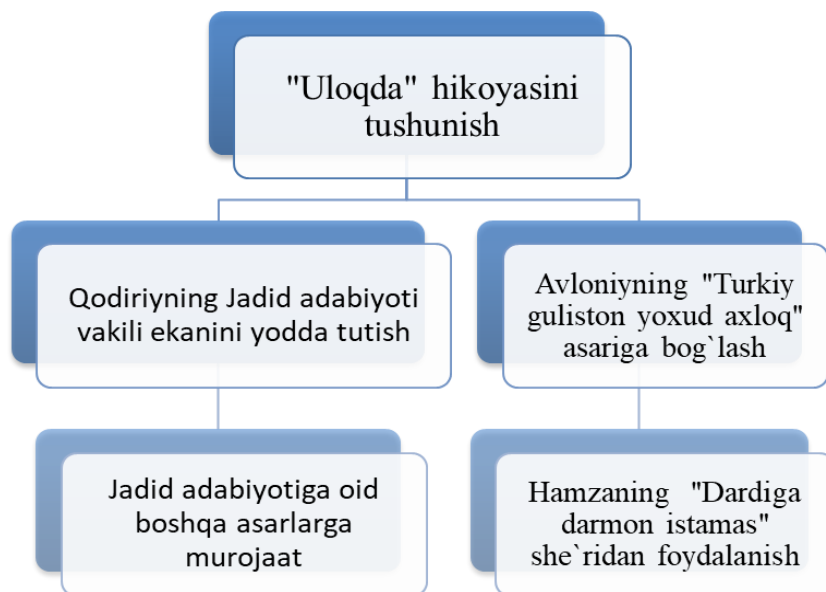 "Uloqda" hikoyasini
tushunish
Qodiriyning Jadid adabiyoti
vakili ekanini yodda tutish
Avloniyning "Turkiy
guliston yoxud axloq"
asariga bog`lash
Jadid adabiyotiga oid
boshqa asarlarga
murojaat
Hamzaning "Dardiga
darmon istamas"
she`ridan foydalanish